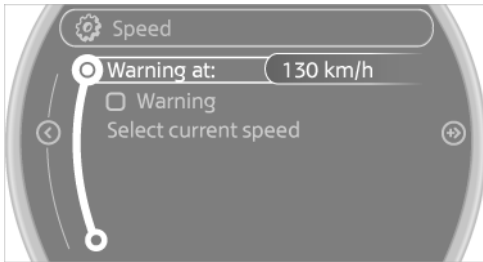 Speed
Warning at: 130 km/h
Warning
Select current speed